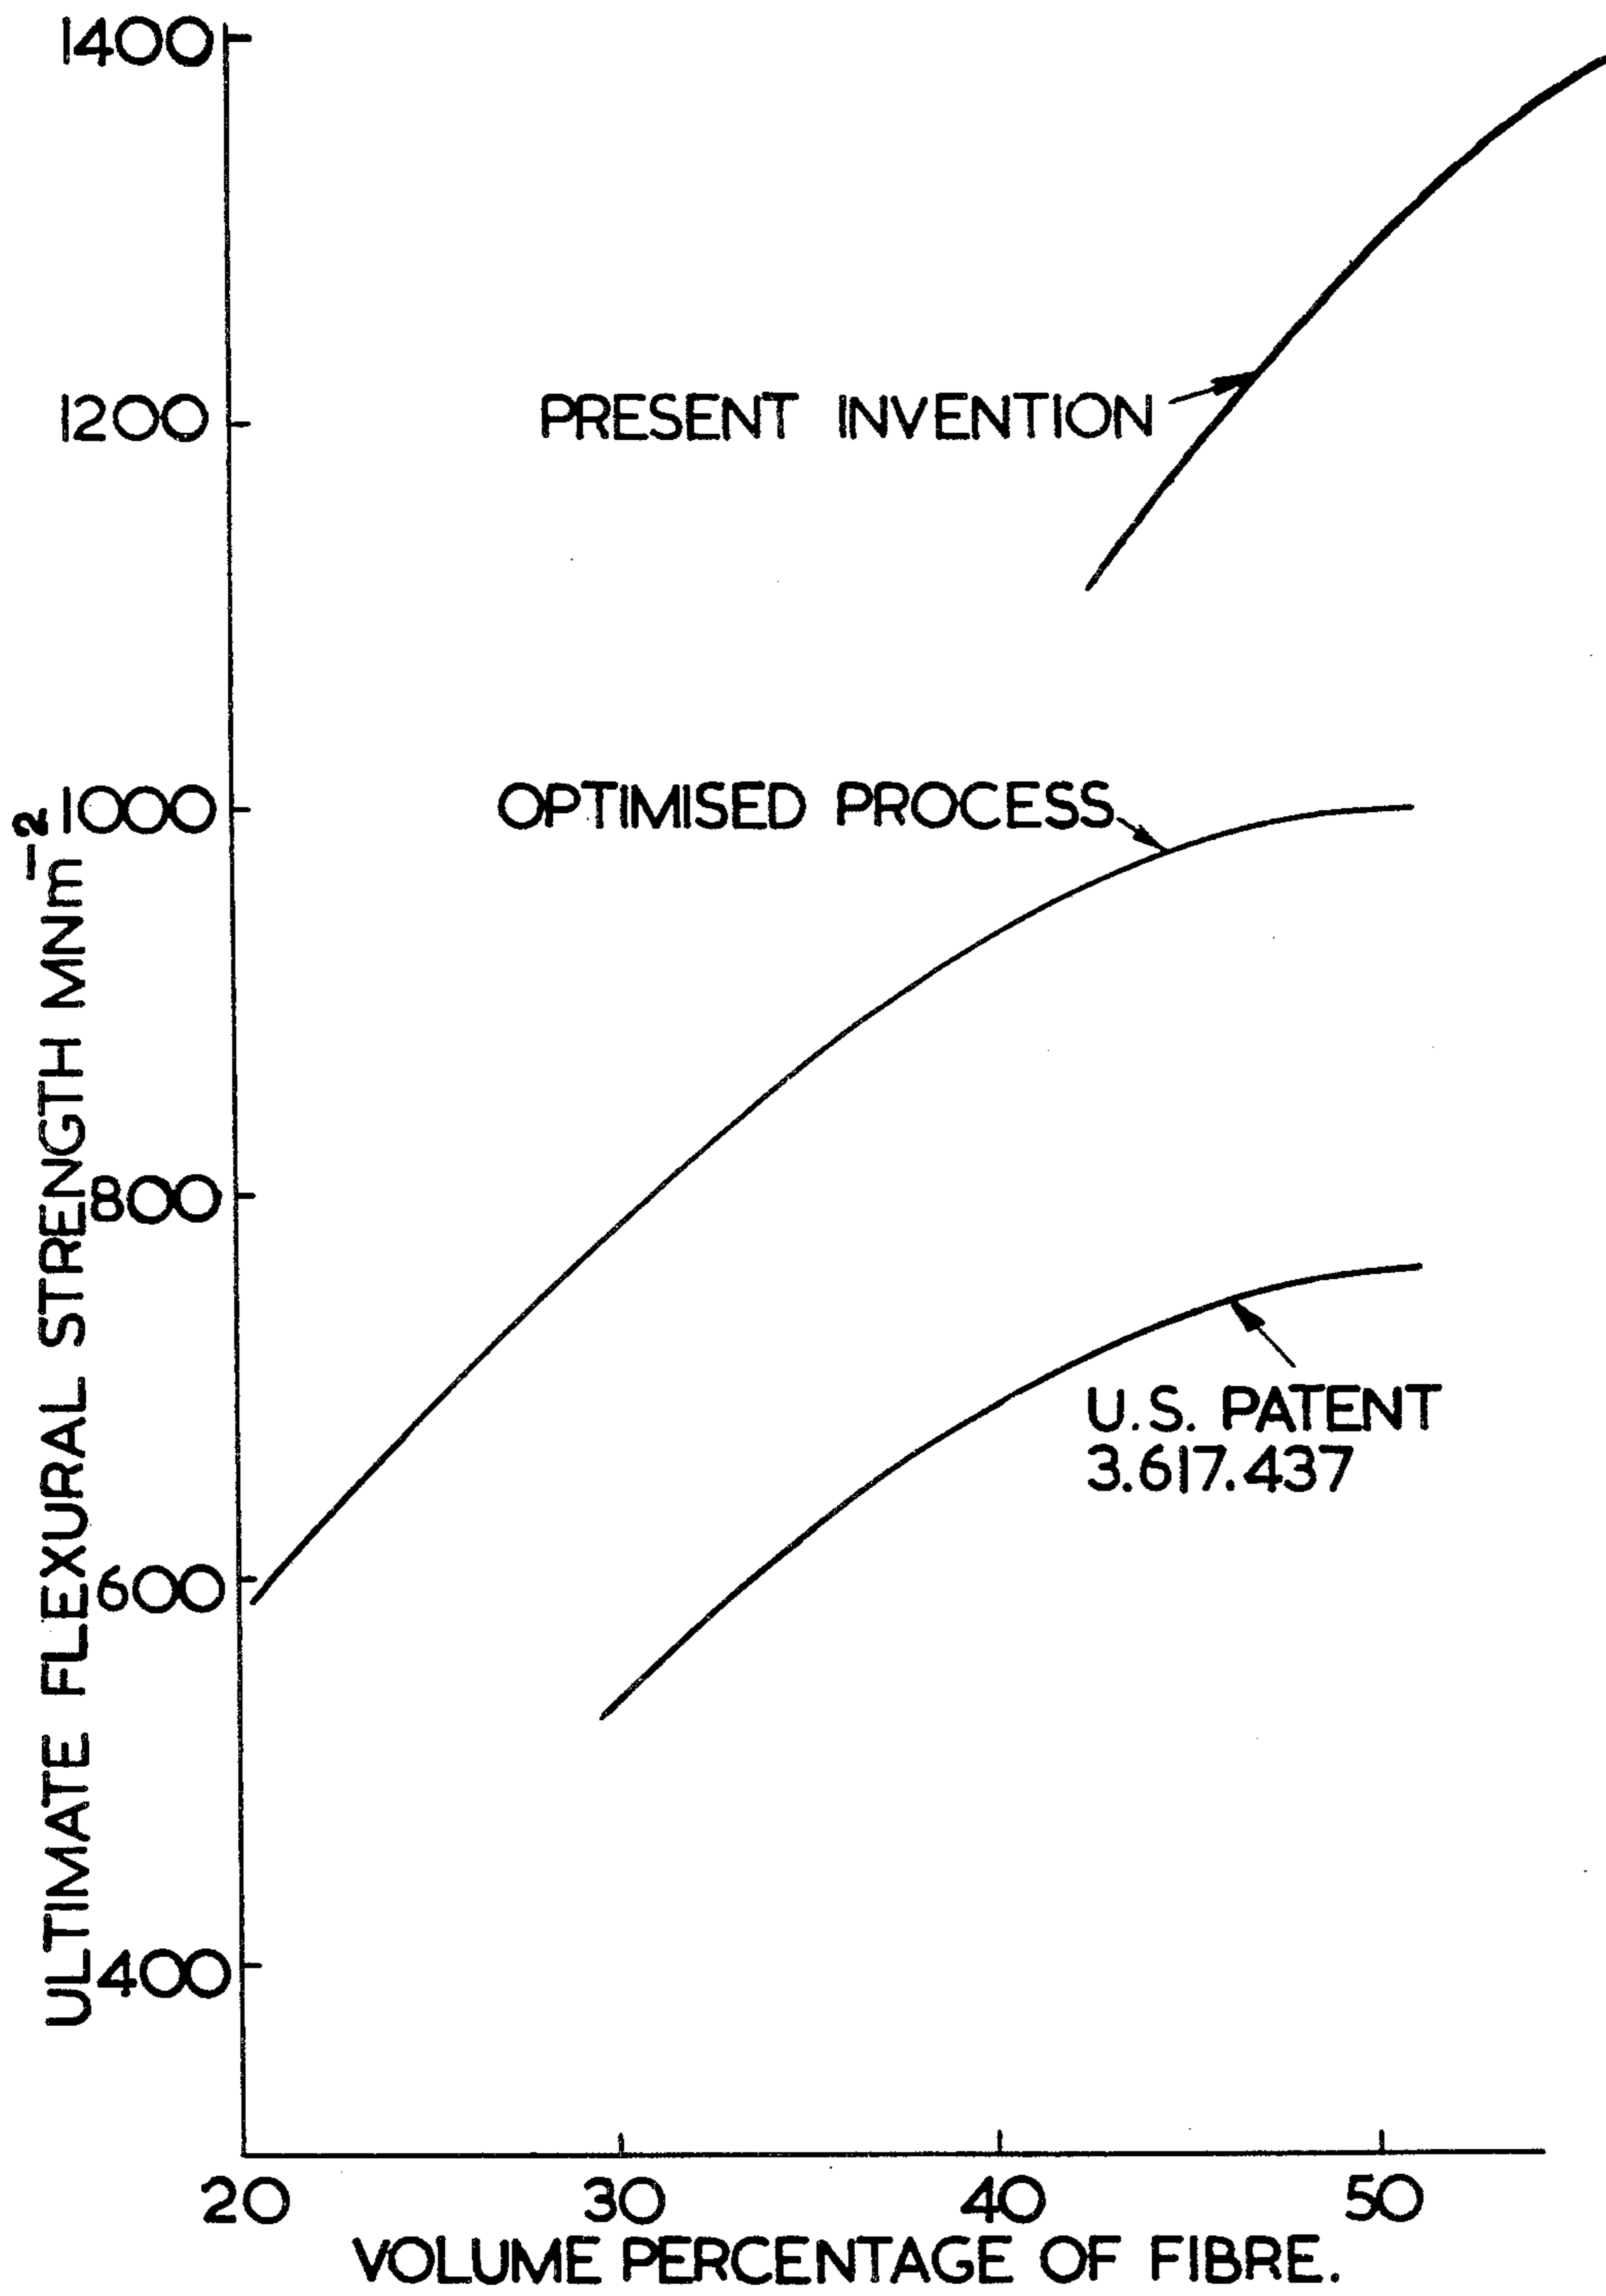 1400
1200
1000
800
600
400
ULTIMATE FLEXURAL STRENGTH MNm⁻²
PRESENT INVENTION
OPTIMISED PROCESS
U.S. PATENT
3.617.437
20 30 40 50
VOLUME PERCENTAGE OF FIBRE.